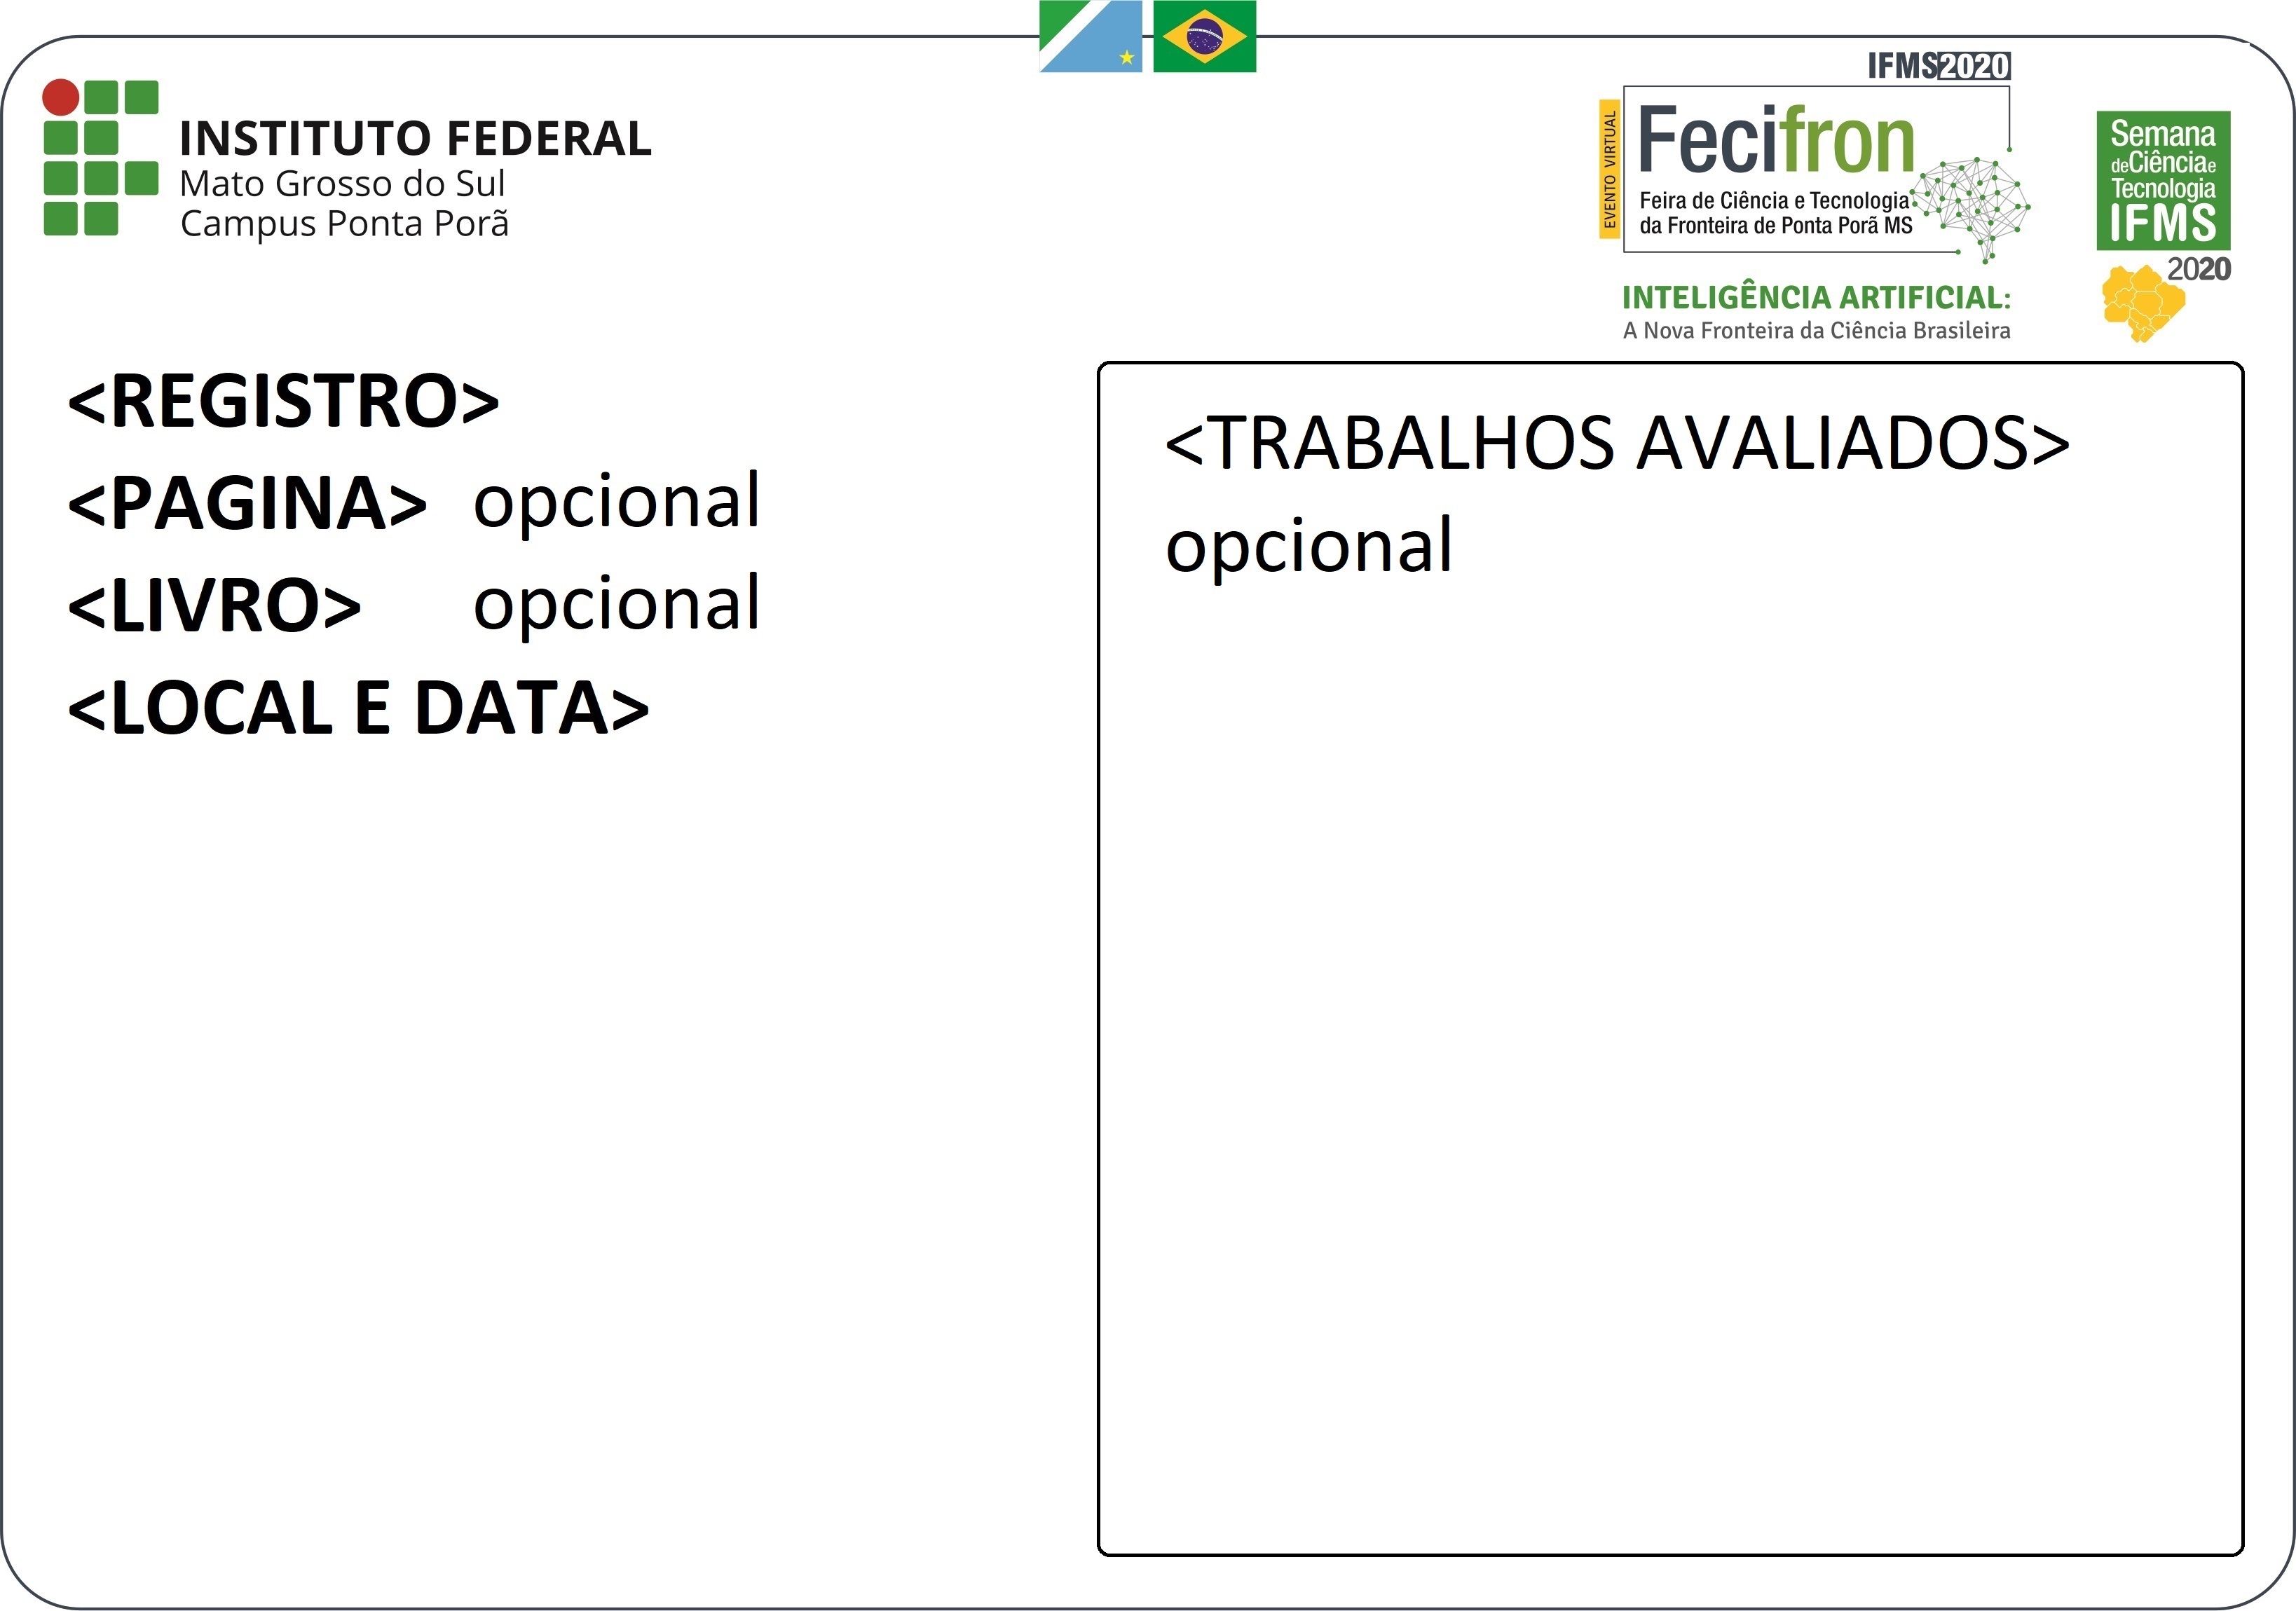 INSTITUTO FEDERAL
Mato Grosso do Sul
Campus Ponta Porã
IFMS2020
EVENTO VIRTUAL
Fecifron
Feira de Ciência e Tecnologia
da Fronteira de Ponta Porã MS
INTELIGÊNCIA ARTIFICIAL:
A Nova Fronteira da Ciência Brasileira
Semana
deCiênciae
Tecnologia
IFMS
2020
<REGISTRO>
<PAGINA> opcional
<LIVRO> opcional
<LOCAL E DATA>
<TRABALHOS AVALIADOS>
opcional